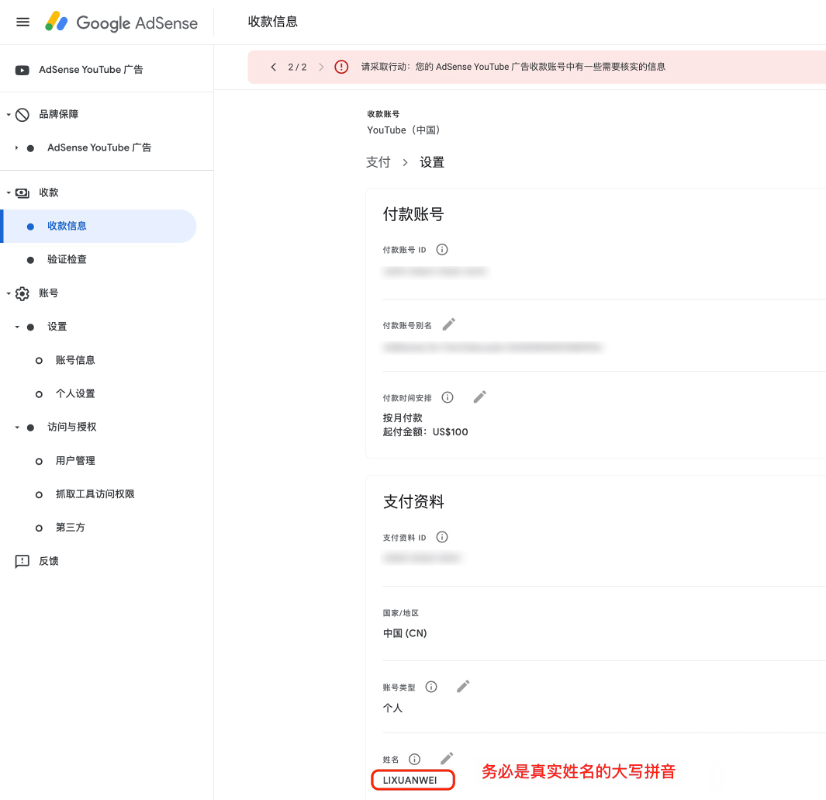 Google AdSense
收款信息
AdSense YouTube 广告
2 / 2
请采取行动：您的 AdSense YouTube 广告收款账号中有一些需要核实的信息
品牌保障
AdSense YouTube 广告
收款
收款信息
验证检查
账号
设置
账号信息
个人设置
访问与授权
用户管理
抓取工具访问权限
第三方
反馈
收款账号
YouTube（中国）
支付 > 设置
付款账号
付款账号 ID
付款账号别名
付款时间安排
按月付款
起付金额：US$100
支付资料
支付资料 ID
国家/地区
中国 (CN)
账号类型
个人
姓名
LIXUANWEI
务必是真实姓名的大写拼音